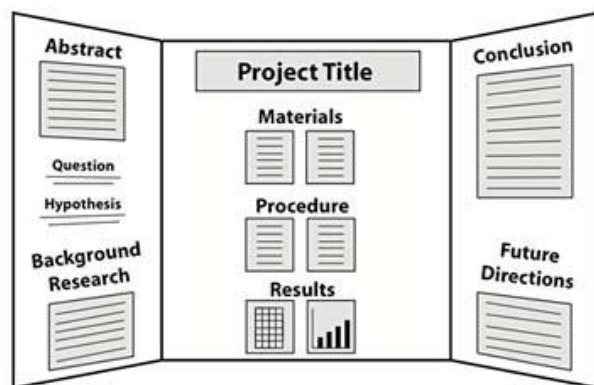 Abstract
Question
Hypothesis
Background
Research
Project Title
Materials
Procedure
Results
Conclusion
Future
Directions